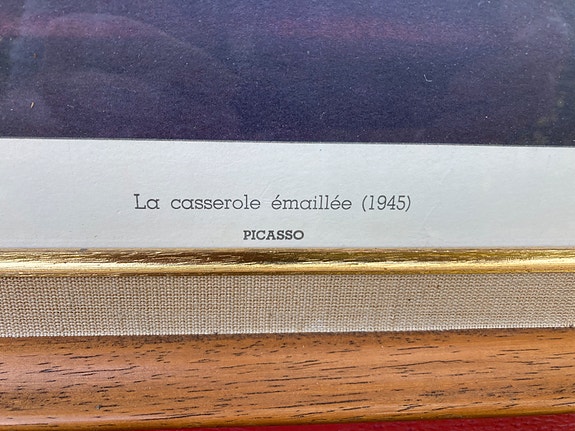 La casserole émaillée (1945)
PICASSO